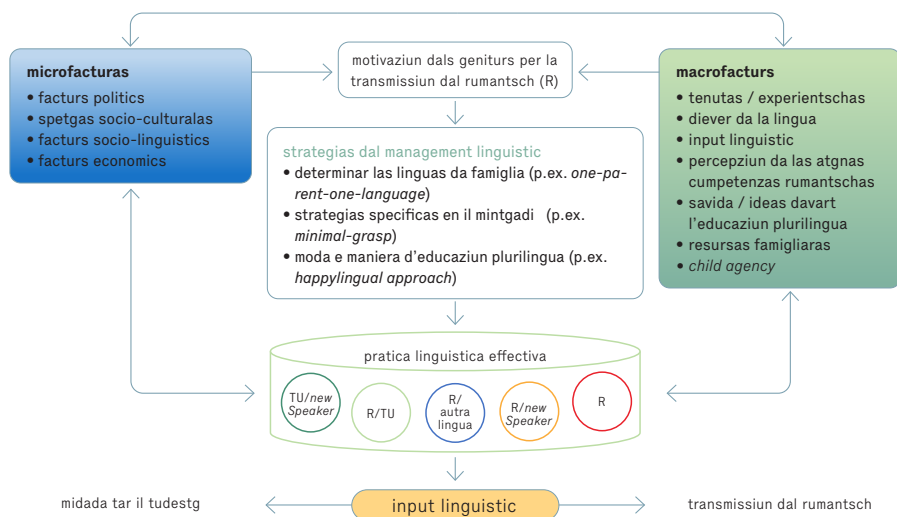 microfacturas
• facturs politics
• spetgas socio-culturalas
• facturs socio-linguistics
• facturs economics
motivaziun dals geniturs per la
transmissiun dal rumantsch (R)
macrofacturs
• tenutas / experientschas
• diever da la lingua
• input linguistic
• percepziun da las atgnas
cumpetenzas rumantschas
• savida / ideas davart
l'educaziun plurilingua
• resursas famigliaras
• child agency
strategias dal management linguistic
• determinar las linguas da famiglia (p.ex. one-pa-
rent-one-language)
• strategias specificas en il mintgadi (p.ex.
minimal-grasp)
• moda e maniera d'educaziun plurilingua (p.ex.
happylingual approach)
pratica linguistica effectiva
TU/new
Speaker
R/TU
R/
autra
lingua
R/new
Speaker
R
midada tar il tudestg
input linguistic
transmissiun dal rumantsch